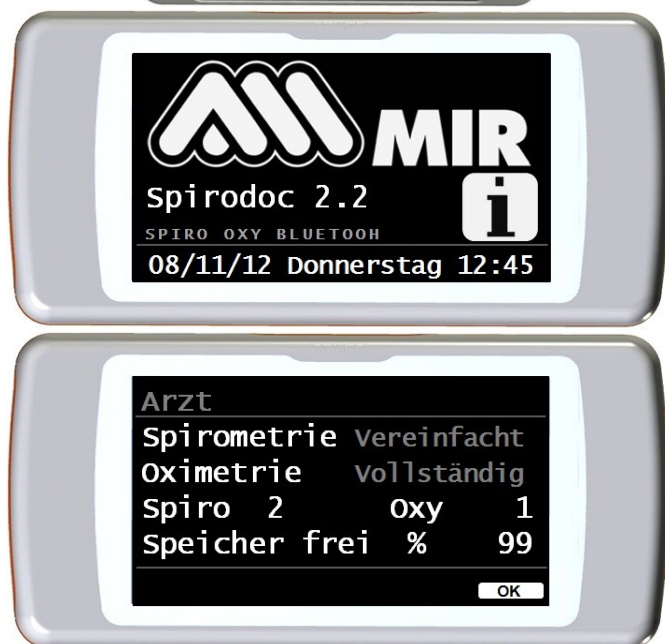 MIR
Spirodoc 2.2
i
SPIRO OXY BLUETOOH
08/11/12 Donnerstag 12:45
Arzt
Spirometrie Vereinfacht
Oximetrie Vollständig
Spiro 2 Oxy 1
Speicher frei % 99
OK